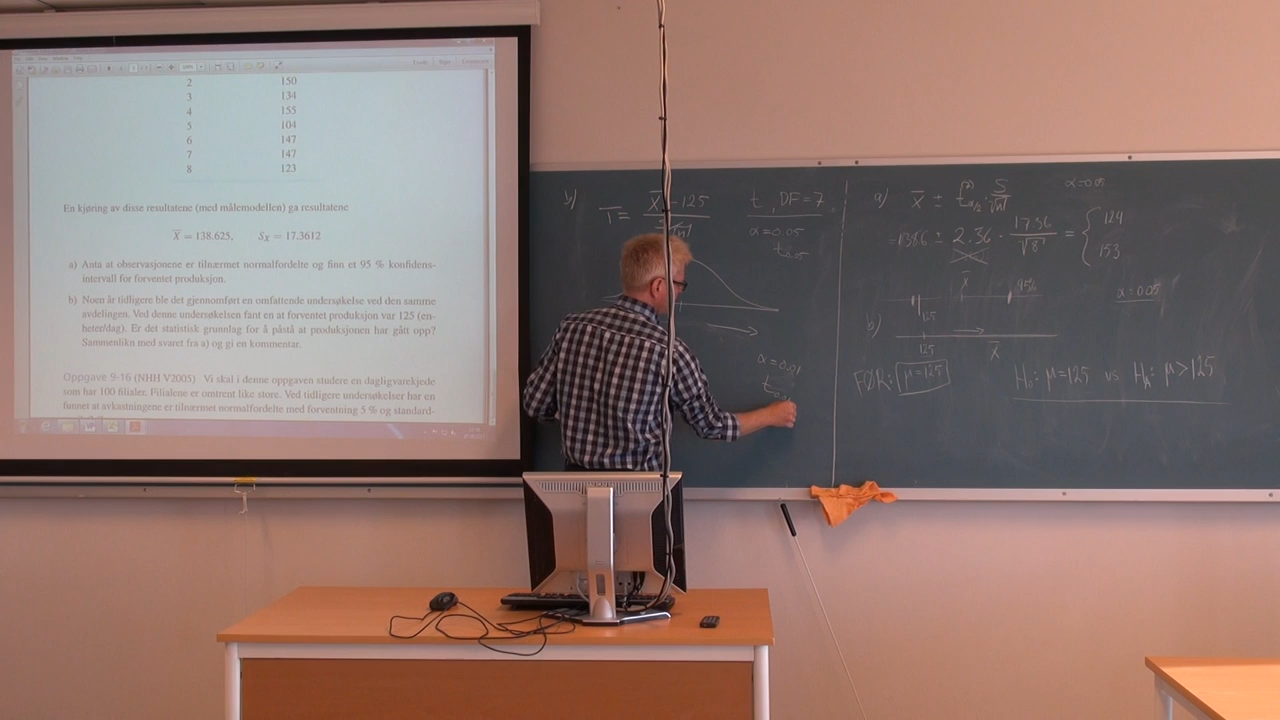 2 150
3 134
4 155
5 104
6 147
7 147
8 123
En kjøring av disse resultatene (med målemodellen) ga resultatene
X̅ = 138.625, S_X = 17.3612
a) Anta at observasjonene er tilnærmet normalfordelte og finn et 95 % konfidens-
intervall for forventet produksjon.
b) Noen år tidligere ble det gjennomført en omfattende undersøkelse ved den samme
avdelingen. Ved denne undersøkelsen fant en at forventet produksjon var 125 (en-
heter/dag). Er det statistisk grunnlag for å påstå at produksjonen har gått opp?
Sammenlikn med svaret fra a) og gi en kommentar.
Oppgave 9-16 (NHH V2005) Vi skal i denne oppgaven studere en dagligvarekjede
som har 100 filialer. Filialene er omtrent like store. Ved tidligere undersøkelser har en
funnet at avkastningene er tilnærmet normalfordelte med forventning 5 % og standard-
b) T = X̅ - 125
t, DF = 7
α = 0.05
α = 0.01
a) X̅ ± t_{α/2} · S/√n α = 0.05
= 138.6 ± 2.36 · 17.36/√8 = { 124
153
X̅
125
α = 0.05
b)
125 X̅
FØR: μ = 125 H₀: μ = 125 vs H_A: μ > 125